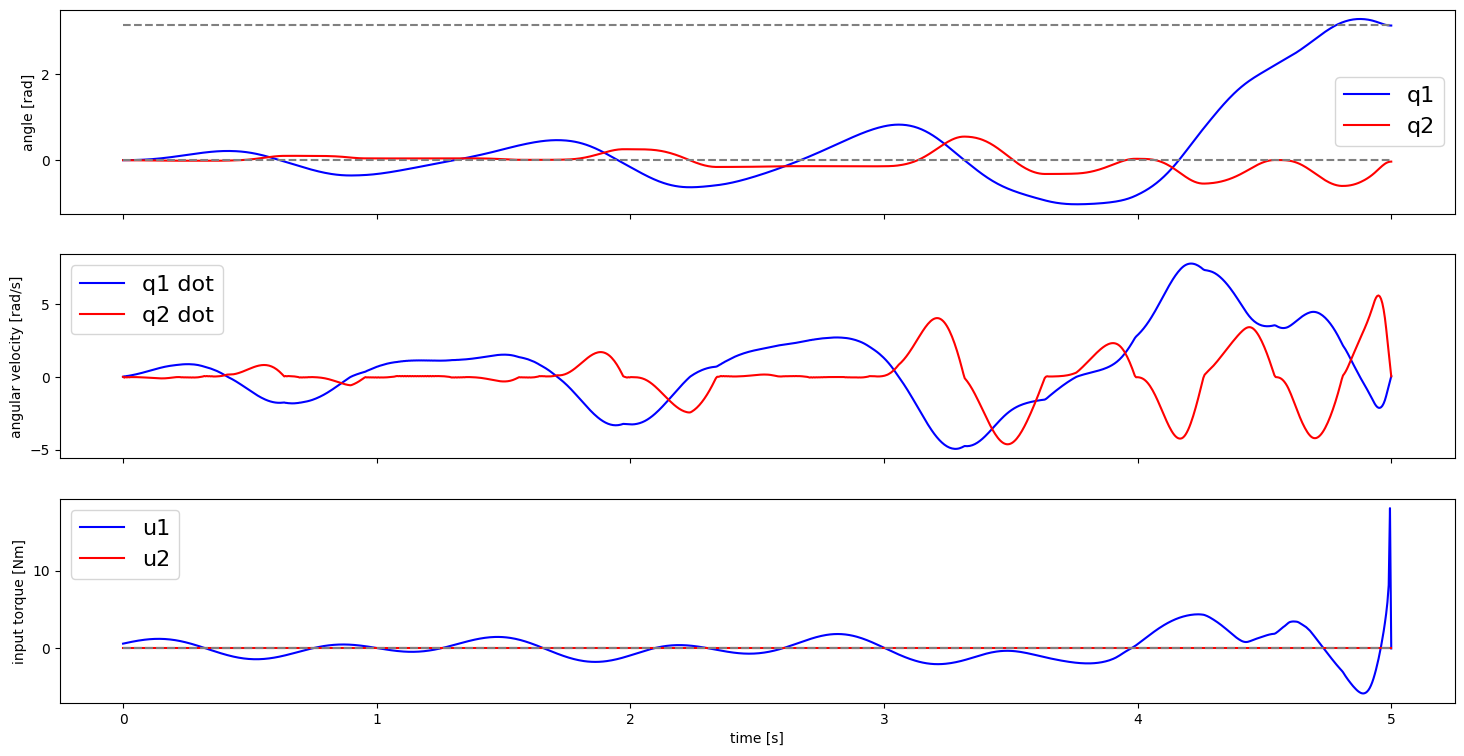 angle [rad]
2
0
q1
q2
angular velocity [rad/s]
5
0
−5
q1 dot
q2 dot
input torque [Nm]
10
0
u1
u2
0
1
2
3
4
5
time [s]